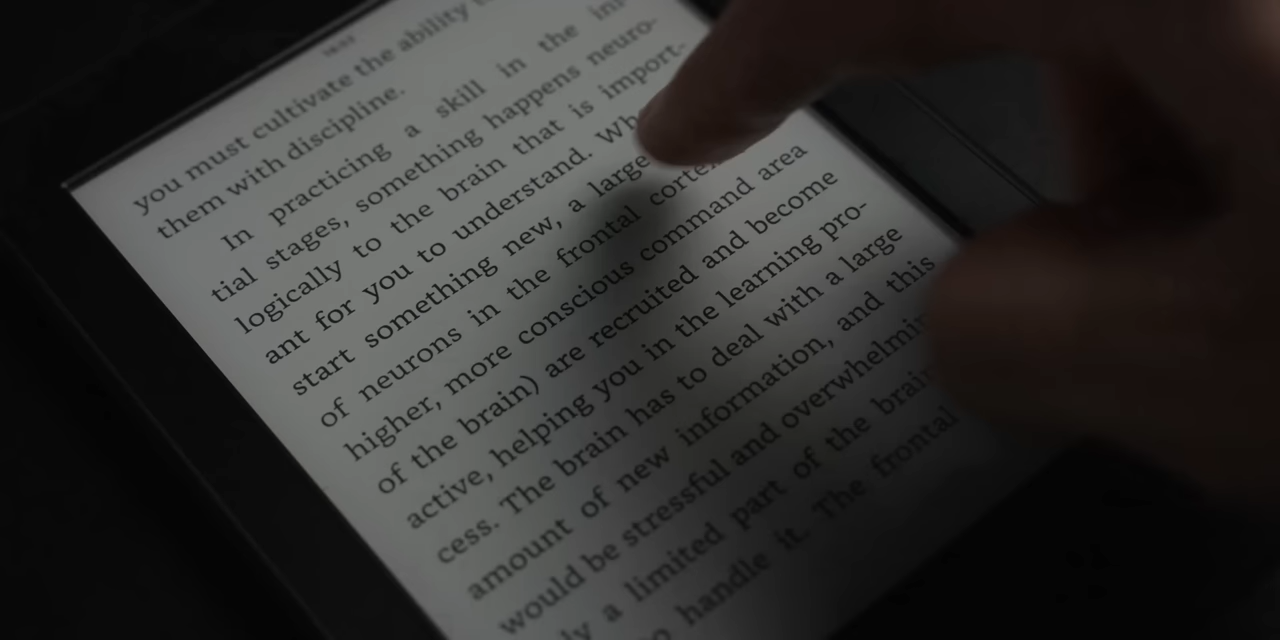 you must cultivate the ability
them with discipline.
In practicing a skill in the ini-
tial stages, something happens neuro-
logically to the brain that is import-
ant for you to understand.
start something new, a large
of neurons in the frontal cortex
higher, more conscious command area
of the brain) are recruited and become
active, helping you in the learning pro-
cess. The brain has to deal with a large
amount of new information, and this
would be stressful and overwhelmin
a limited part of the brain
handle it. The frontal